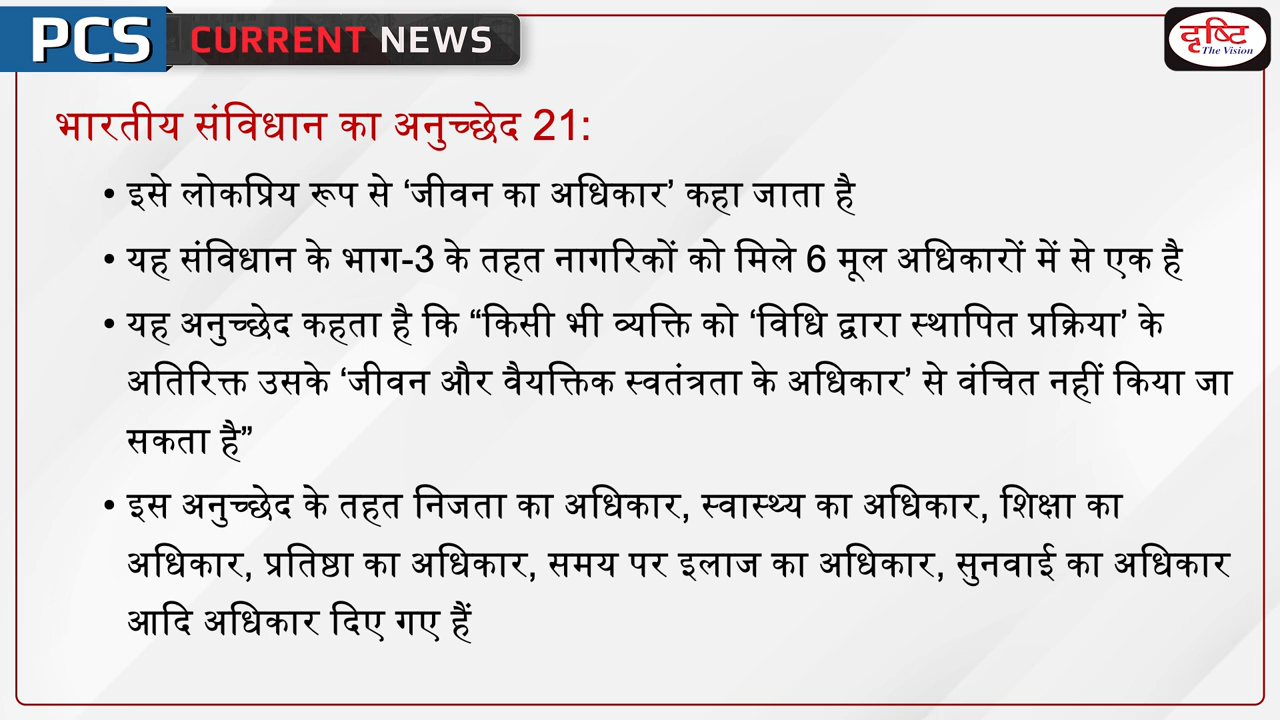 PCS CURRENT NEWS
दृष्टि
The Vision
भारतीय संविधान का अनुच्छेद 21:
• इसे लोकप्रिय रूप से ‘जीवन का अधिकार’ कहा जाता है
• यह संविधान के भाग-3 के तहत नागरिकों को मिले 6 मूल अधिकारों में से एक है
• यह अनुच्छेद कहता है कि “किसी भी व्यक्ति को ‘विधि द्वारा स्थापित प्रक्रिया’ के
अतिरिक्त उसके ‘जीवन और वैयक्तिक स्वतंत्रता के अधिकार’ से वंचित नहीं किया जा
सकता है”
• इस अनुच्छेद के तहत निजता का अधिकार, स्वास्थ्य का अधिकार, शिक्षा का
अधिकार, प्रतिष्ठा का अधिकार, समय पर इलाज का अधिकार, सुनवाई का अधिकार
आदि अधिकार दिए गए हैं